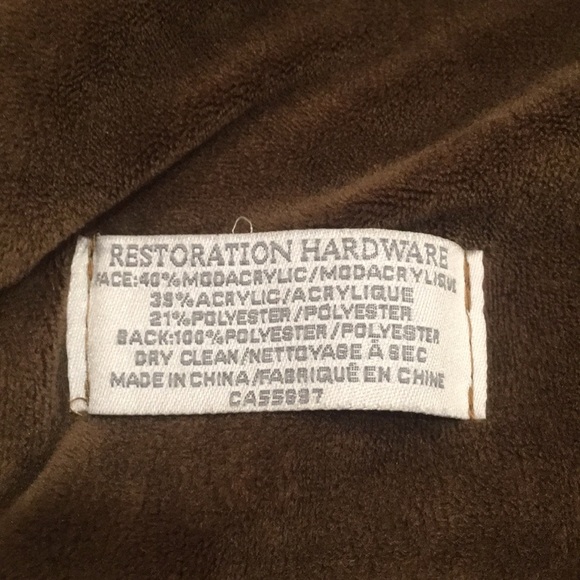 RESTORATION HARDWARE
FACE:40%MODACRYLIC/MODACRYLIQUE
39%ACRYLIC/ACRYLIQUE
21%POLYESTER/POLYESTER
BACK:100%POLYESTER/POLYESTER
DRY CLEAN/NETTOYAGE À SEC
MADE IN CHINA/FABRIQUÉ EN CHINE
CA55997